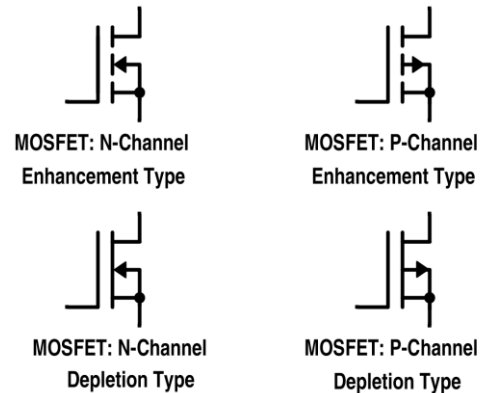 MOSFET: N-Channel
Enhancement Type
MOSFET: P-Channel
Enhancement Type
MOSFET: N-Channel
Depletion Type
MOSFET: P-Channel
Depletion Type